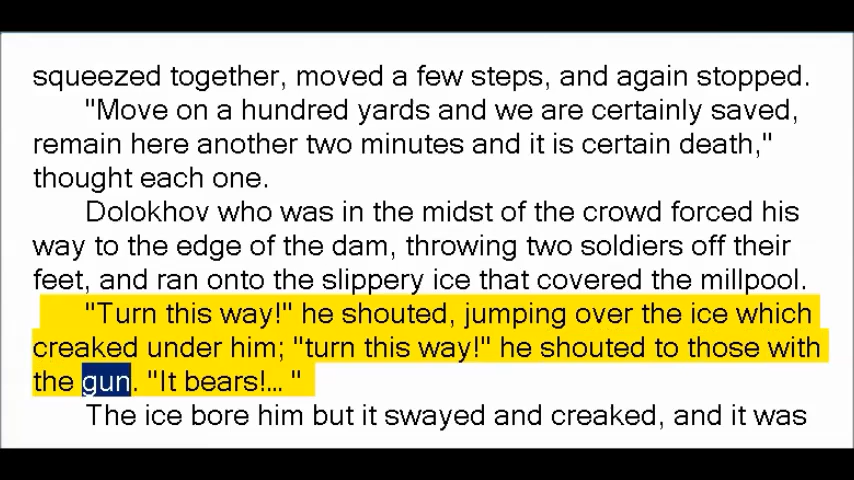 squeezed together, moved a few steps, and again stopped.
"Move on a hundred yards and we are certainly saved,
remain here another two minutes and it is certain death,"
thought each one.
Dolokhov who was in the midst of the crowd forced his
way to the edge of the dam, throwing two soldiers off their
feet, and ran onto the slippery ice that covered the millpool.
"Turn this way!" he shouted, jumping over the ice which
creaked under him; "turn this way!" he shouted to those with
the gun. "It bears!... "
The ice bore him but it swayed and creaked, and it was